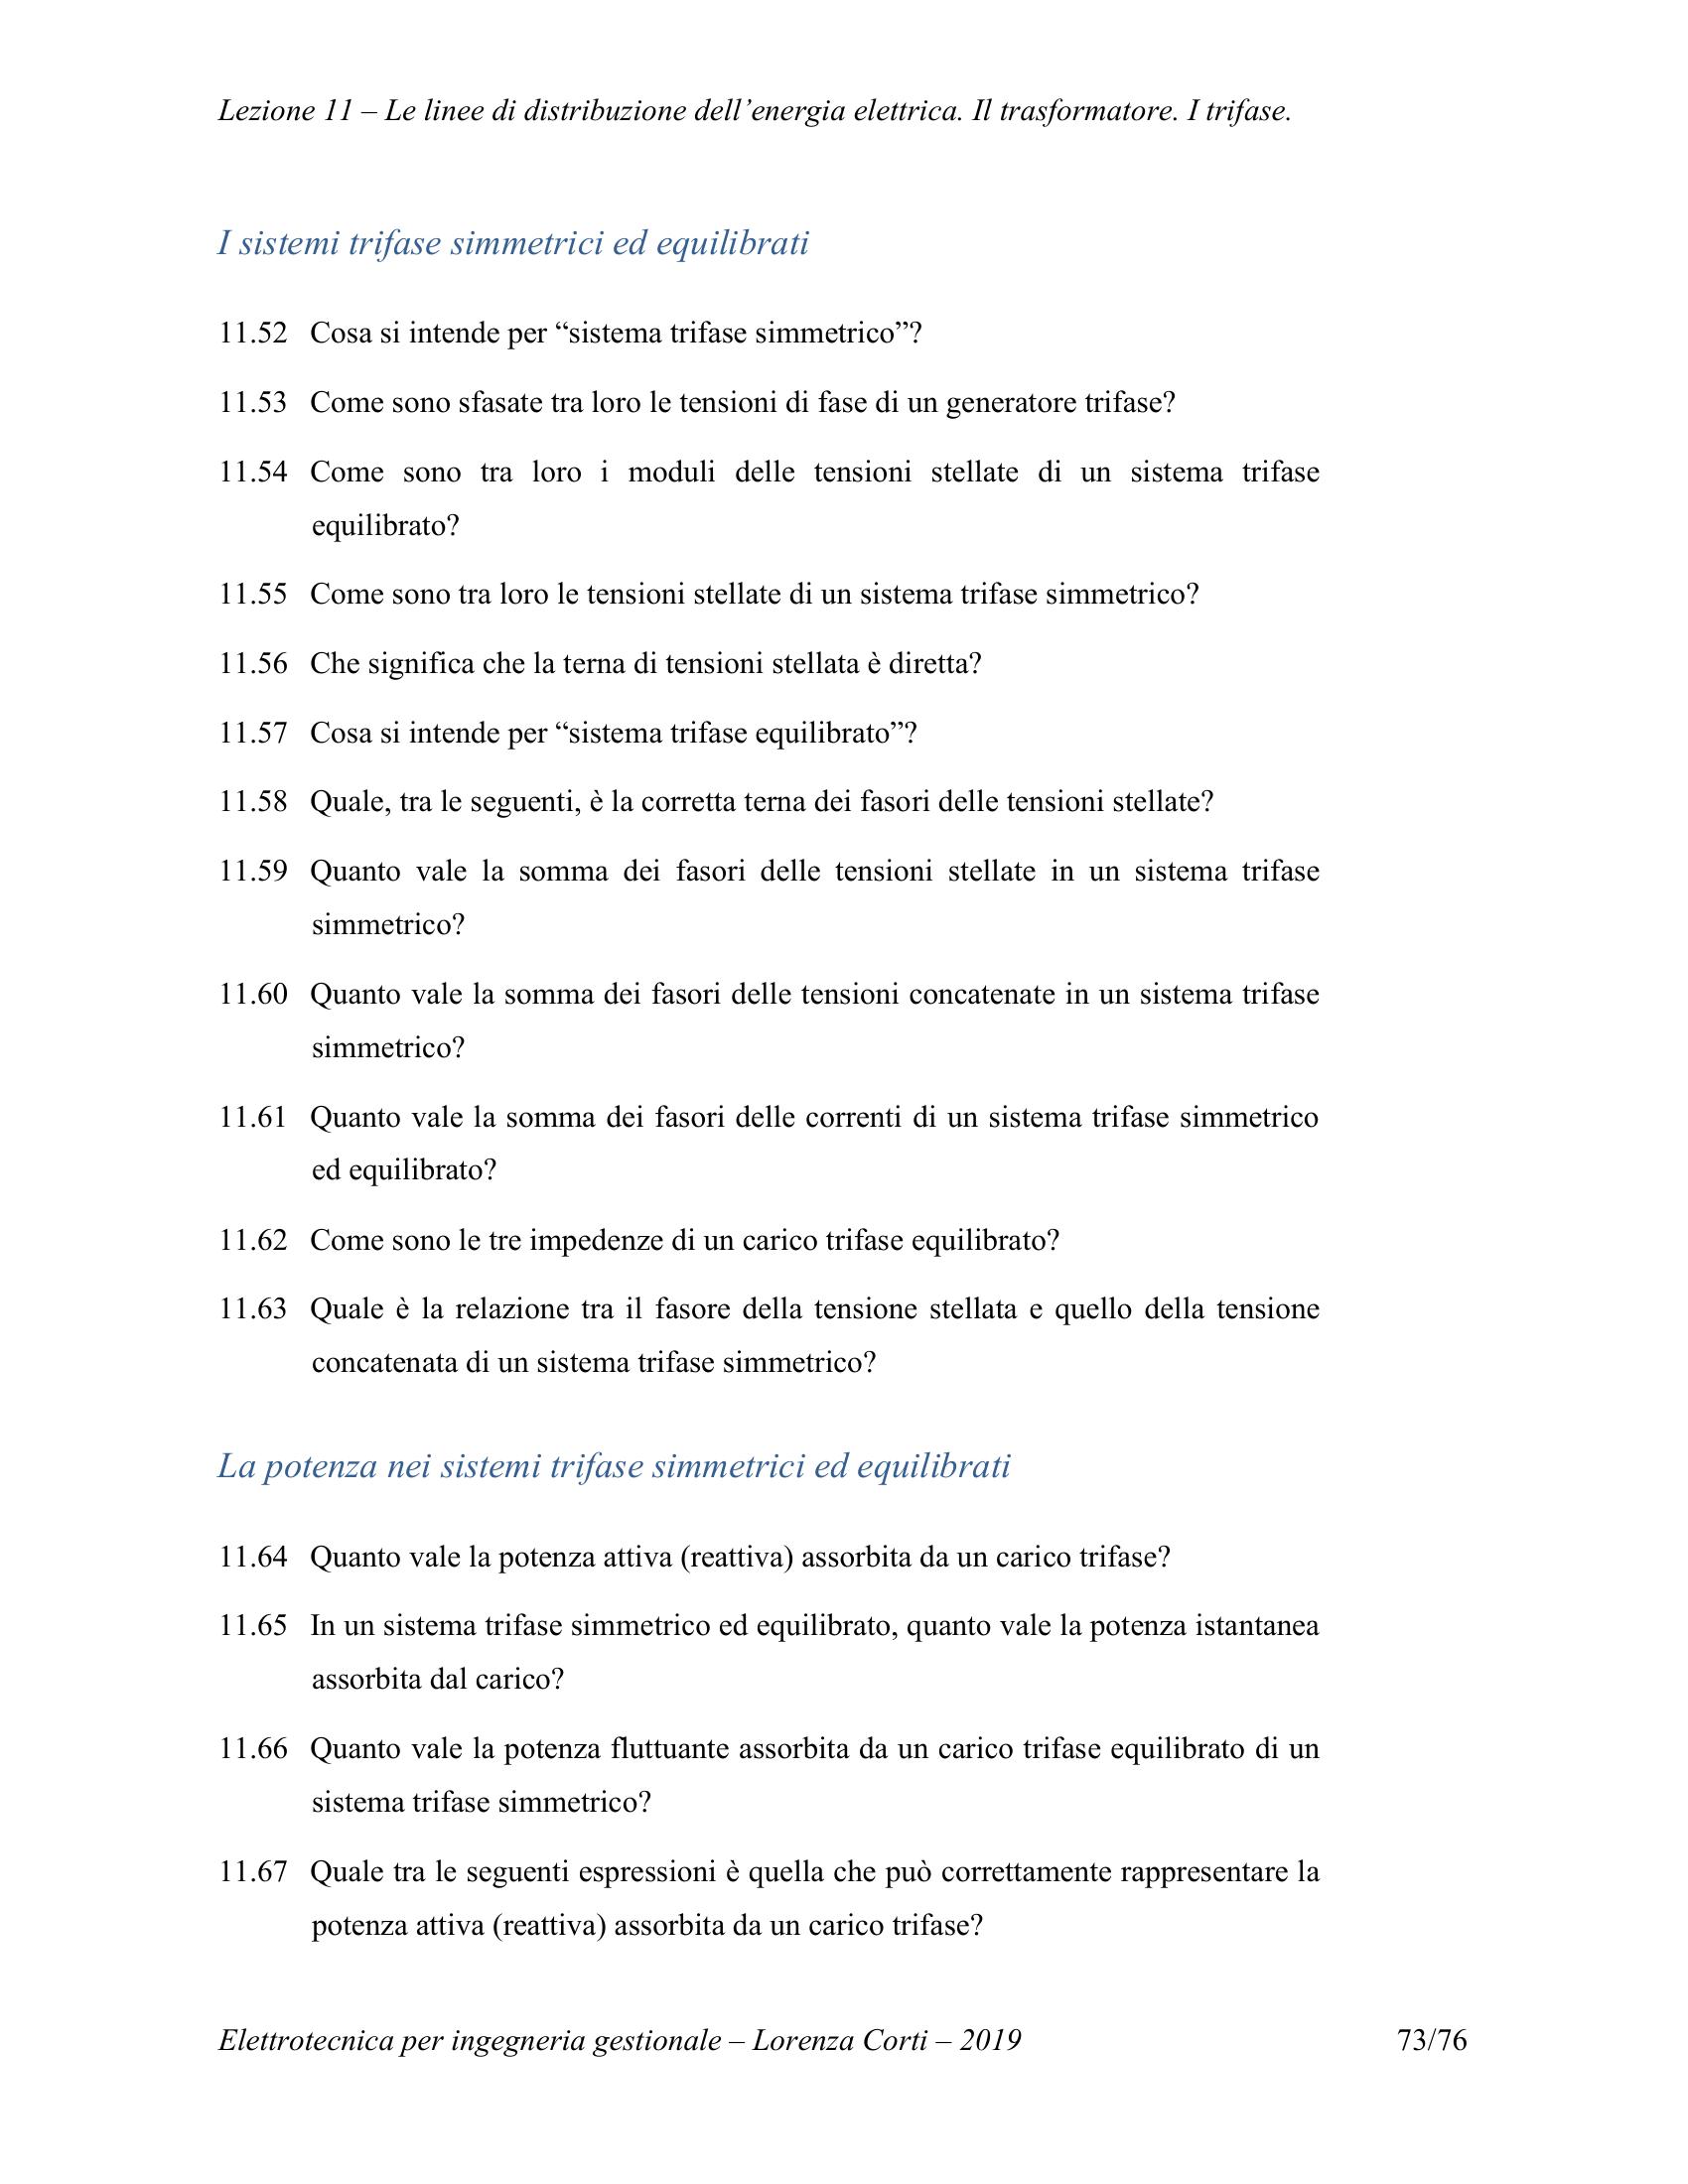 Lezione 11 – Le linee di distribuzione dell’energia elettrica. Il trasformatore. I trifase.
I sistemi trifase simmetrici ed equilibrati
11.52 Cosa si intende per “sistema trifase simmetrico”?
11.53 Come sono sfasate tra loro le tensioni di fase di un generatore trifase?
11.54 Come sono tra loro i moduli delle tensioni stellate di un sistema trifase
equilibrato?
11.55 Come sono tra loro le tensioni stellate di un sistema trifase simmetrico?
11.56 Che significa che la terna di tensioni stellata è diretta?
11.57 Cosa si intende per “sistema trifase equilibrato”?
11.58 Quale, tra le seguenti, è la corretta terna dei fasori delle tensioni stellate?
11.59 Quanto vale la somma dei fasori delle tensioni stellate in un sistema trifase
simmetrico?
11.60 Quanto vale la somma dei fasori delle tensioni concatenate in un sistema trifase
simmetrico?
11.61 Quanto vale la somma dei fasori delle correnti di un sistema trifase simmetrico
ed equilibrato?
11.62 Come sono le tre impedenze di un carico trifase equilibrato?
11.63 Quale è la relazione tra il fasore della tensione stellata e quello della tensione
concatenata di un sistema trifase simmetrico?
La potenza nei sistemi trifase simmetrici ed equilibrati
11.64 Quanto vale la potenza attiva (reattiva) assorbita da un carico trifase?
11.65 In un sistema trifase simmetrico ed equilibrato, quanto vale la potenza istantanea
assorbita dal carico?
11.66 Quanto vale la potenza fluttuante assorbita da un carico trifase equilibrato di un
sistema trifase simmetrico?
11.67 Quale tra le seguenti espressioni è quella che può correttamente rappresentare la
potenza attiva (reattiva) assorbita da un carico trifase?
Elettrotecnica per ingegneria gestionale – Lorenza Corti – 2019 73/76